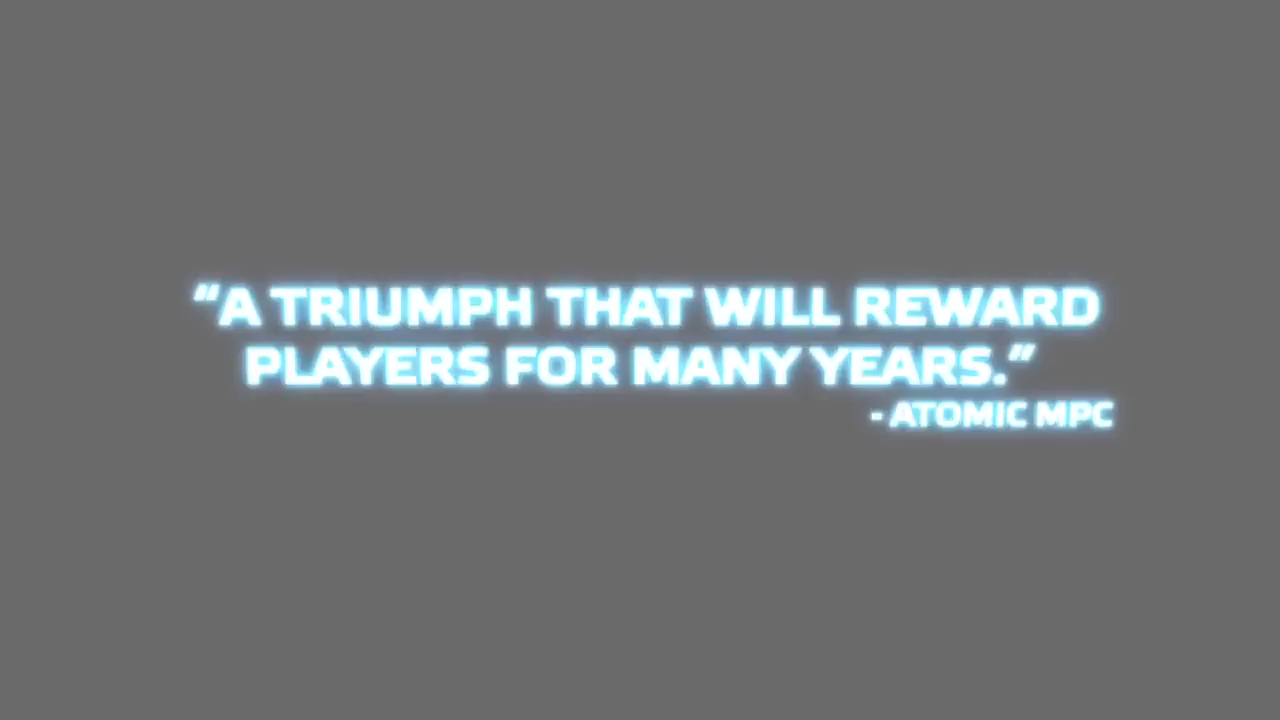 “A TRIUMPH THAT WILL REWARD
PLAYERS FOR MANY YEARS.”
- ATOMIC MPC